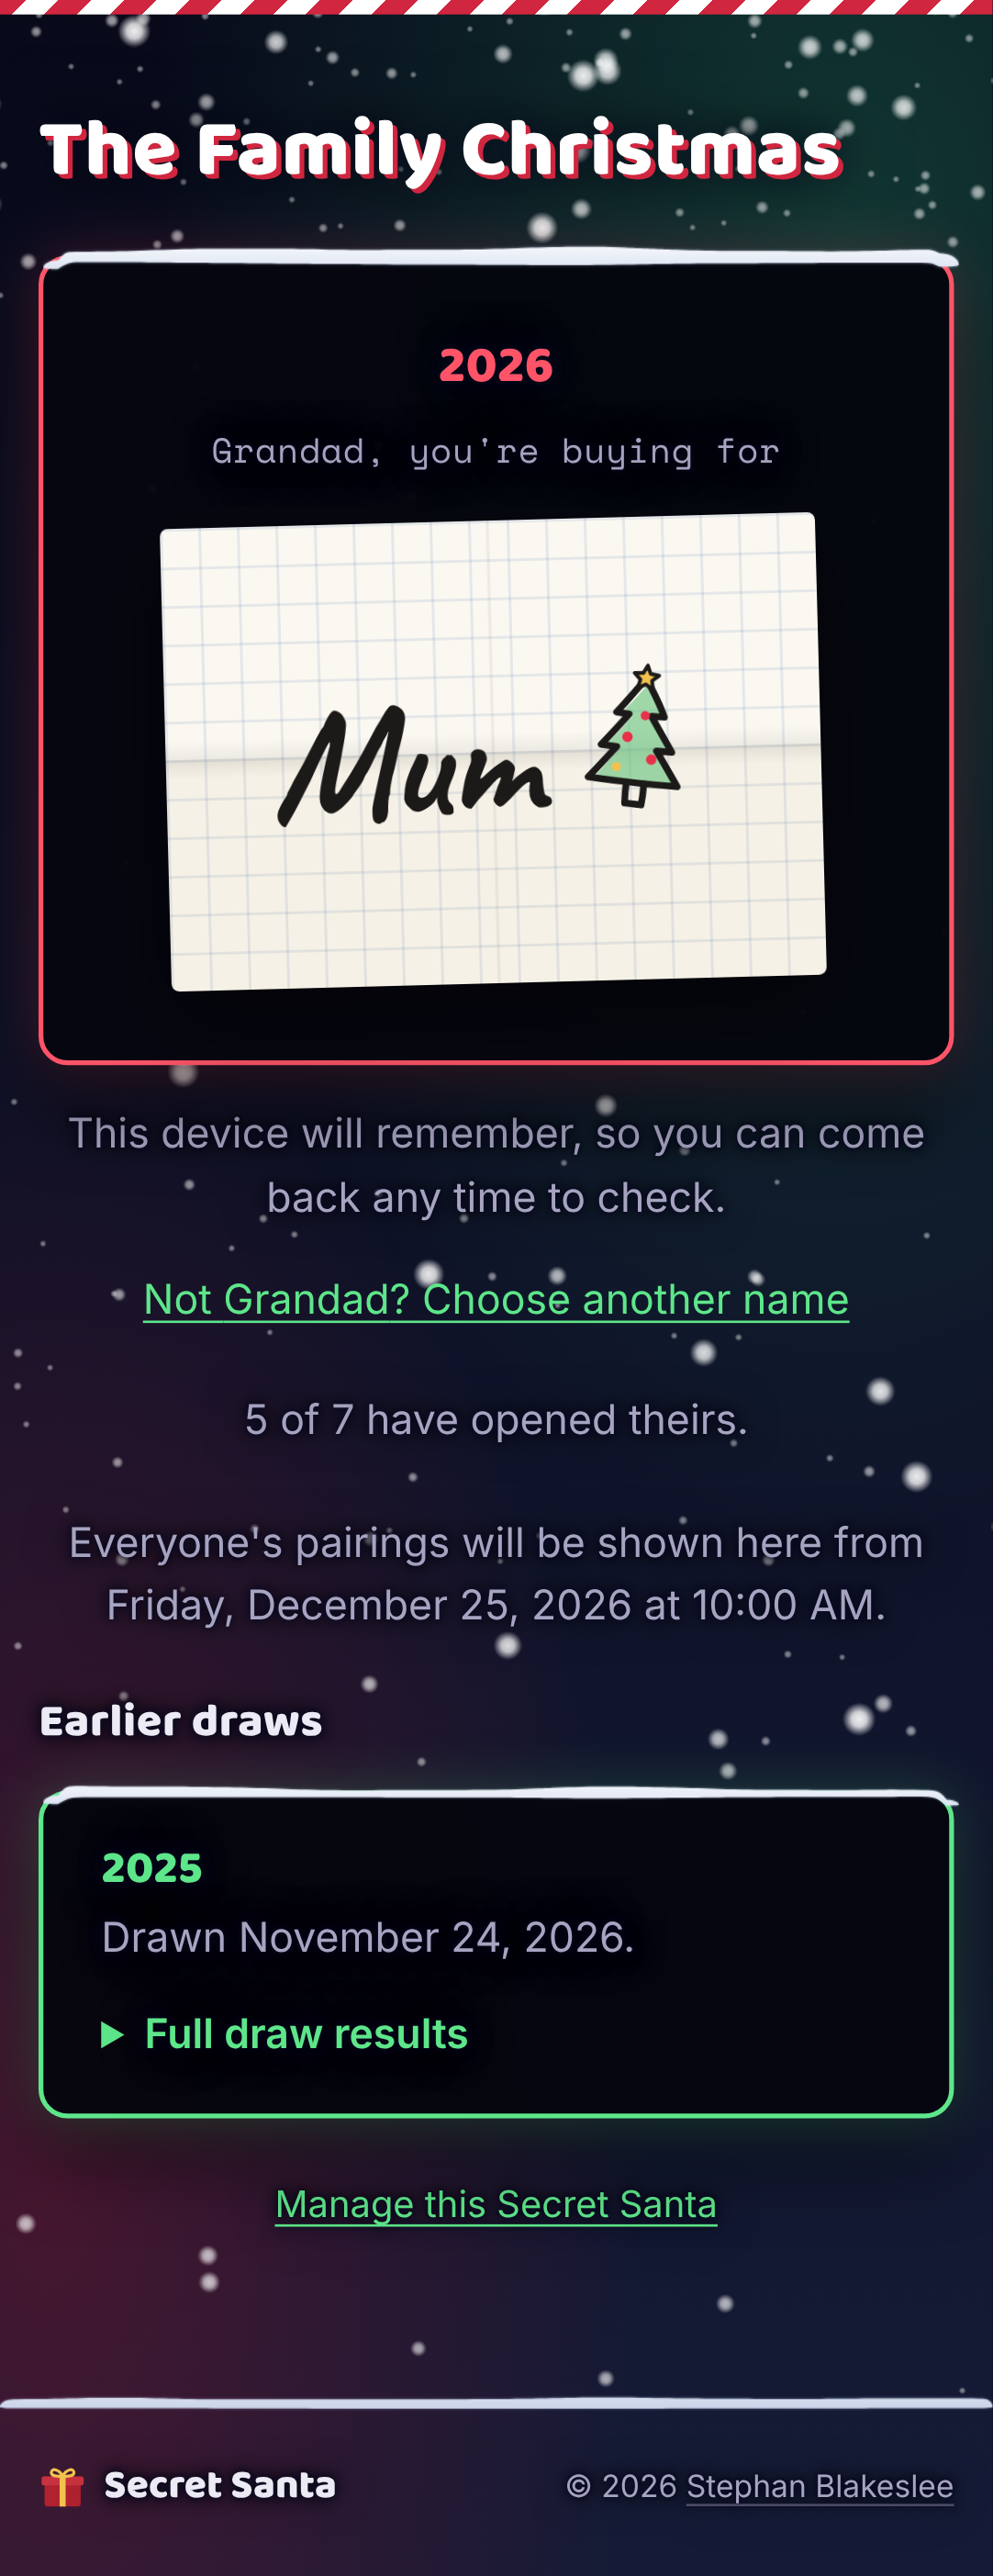 The Family Christmas
2026
Grandad, you're buying for
Mum
This device will remember, so you can come
back any time to check.
Not Grandad? Choose another name
5 of 7 have opened theirs.
Everyone's pairings will be shown here from
Friday, December 25, 2026 at 10:00 AM.
Earlier draws
2025
Drawn November 24, 2026.
Full draw results
Manage this Secret Santa
Secret Santa
© 2026 Stephan Blakeslee